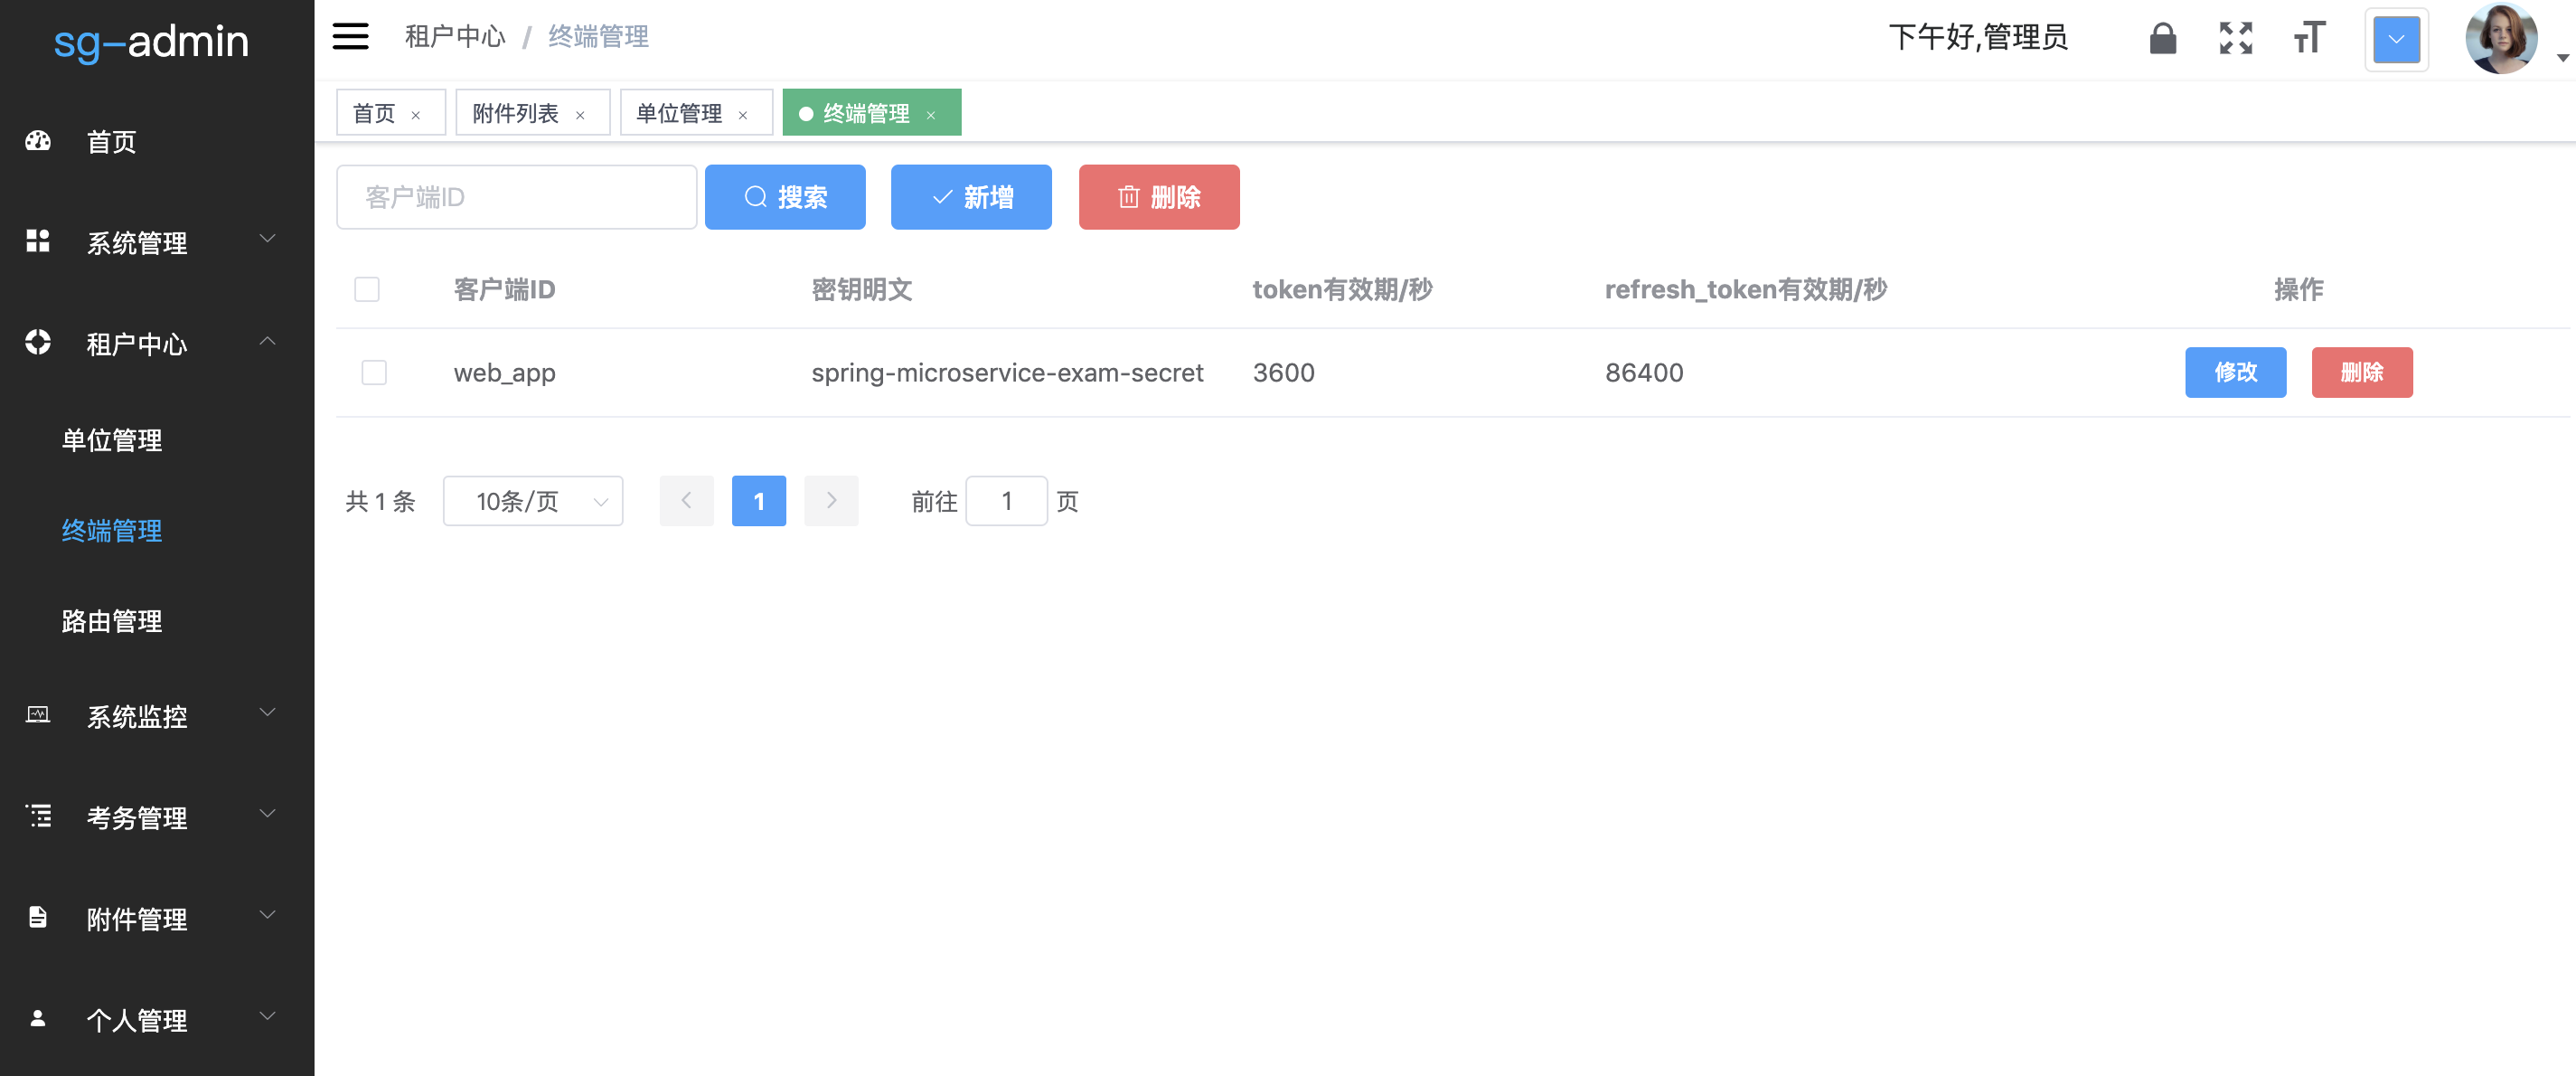 sg-admin
首页
系统管理
租户中心
单位管理
终端管理
路由管理
系统监控
考务管理
附件管理
个人管理
租户中心 / 终端管理
下午好,管理员
首页 × 附件列表 × 单位管理 × 终端管理 ×
客户端ID 搜索 新增 删除
客户端ID 密钥明文 token有效期/秒 refresh_token有效期/秒 操作
web_app spring-microservice-exam-secret 3600 86400 修改 删除
共 1 条 10条/页 1 前往 1 页